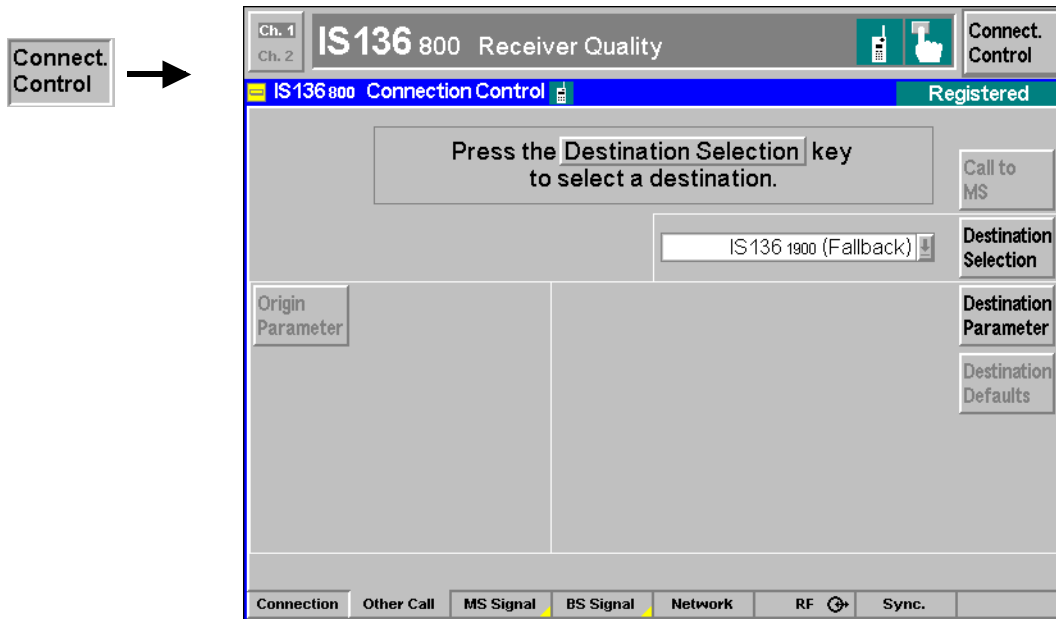 Connect.
Control
Ch. 1
Ch. 2
IS136 800 Receiver Quality
Connect.
Control
IS136 800 Connection Control
Registered
Press the Destination Selection key
to select a destination.
Call to
MS
IS136 1900 (Fallback)
Destination
Selection
Origin
Parameter
Destination
Parameter
Destination
Defaults
Connection Other Call MS Signal BS Signal Network RF Sync.